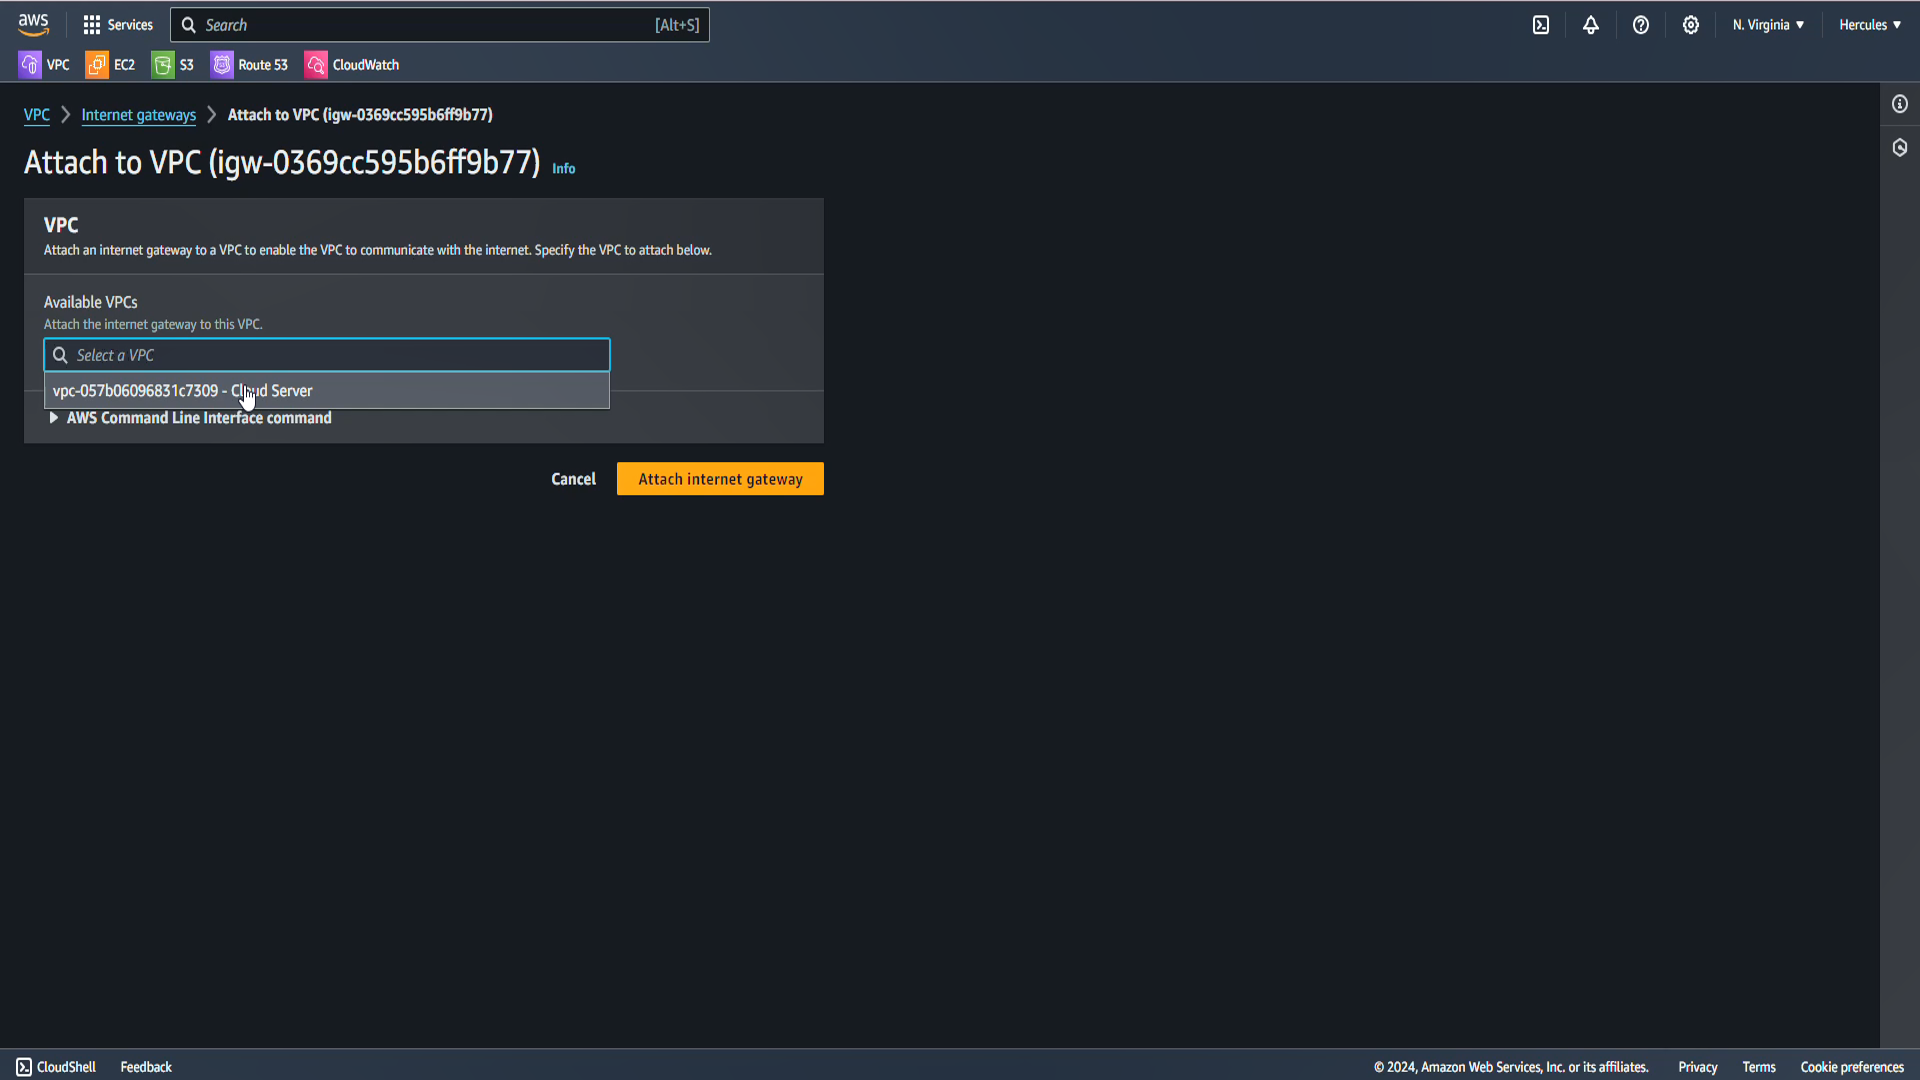 aws Services Search [Alt+S] N. Virginia Hercules
VPC EC2 S3 Route 53 CloudWatch
VPC Internet gateways Attach to VPC (igw-0369cc595b6ff9b77)
Attach to VPC (igw-0369cc595b6ff9b77) Info
VPC
Attach an internet gateway to a VPC to enable the VPC to communicate with the internet. Specify the VPC to attach below.
Available VPCs
Attach the internet gateway to this VPC.
Select a VPC
vpc-057b06096831c7309 - Cloud Server
AWS Command Line Interface command
Cancel Attach internet gateway
CloudShell Feedback © 2024, Amazon Web Services, Inc. or its affiliates. Privacy Terms Cookie preferences